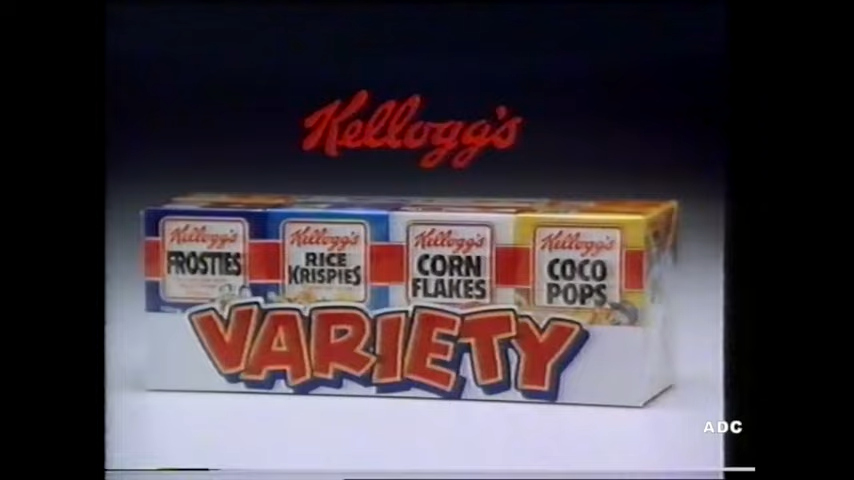 Kellogg's
Kellogg's
FROSTIES
Kellogg's
RICE
KRISPIES
Kellogg's
CORN
FLAKES
Kellogg's
COCO
POPS
VARIETY
ADC